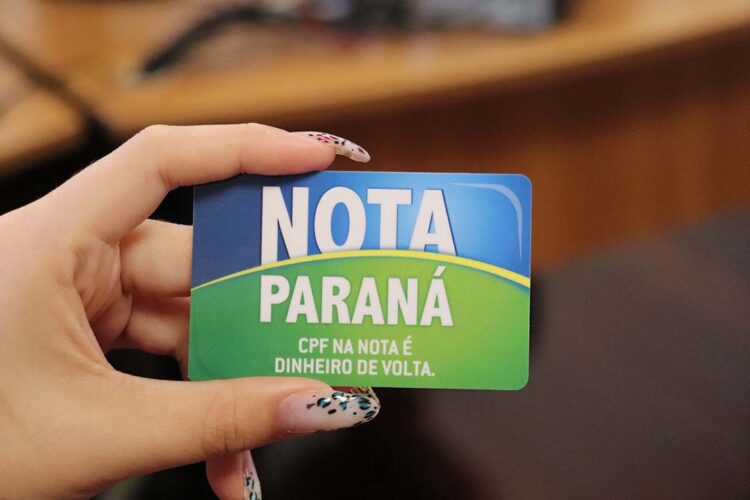 NOTA
PARANÁ
CPF NA NOTA É
DINHEIRO DE VOLTA.